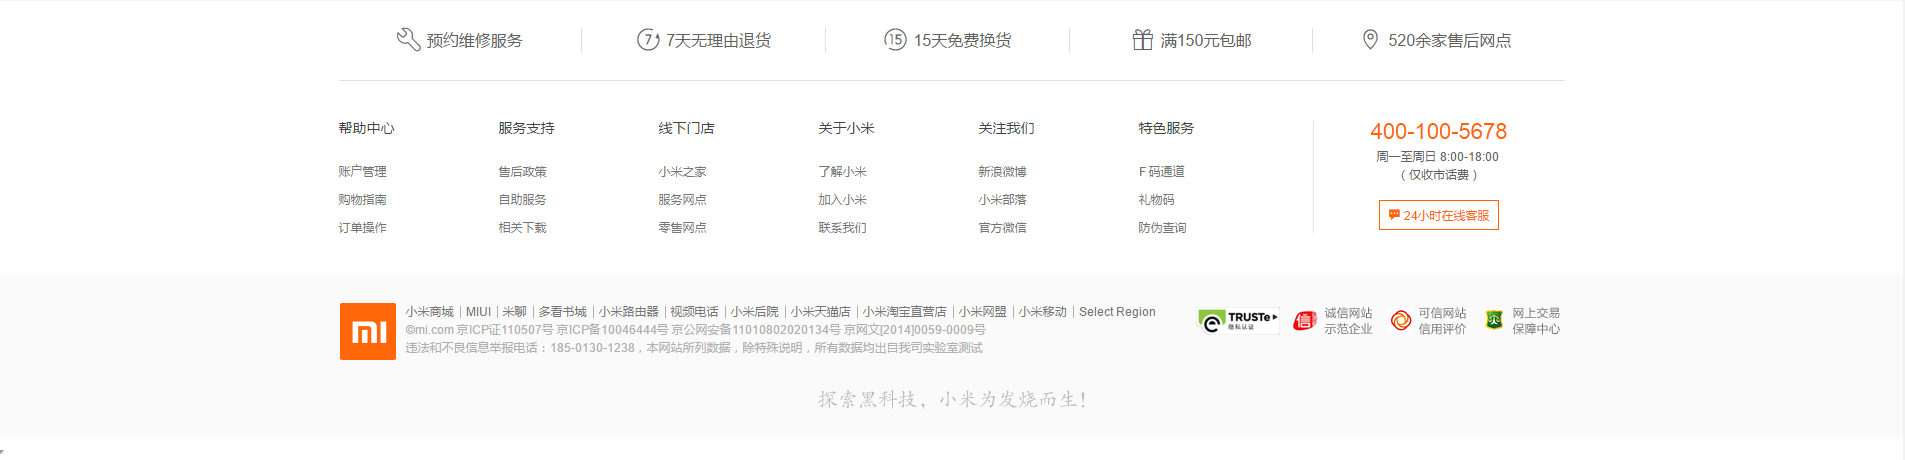 预约维修服务
7 7天无理由退货
15 15天免费换货
满150元包邮
520余家售后网点
帮助中心
账户管理
购物指南
订单操作
服务支持
售后政策
自助服务
相关下载
线下门店
小米之家
服务网点
零售网点
关于小米
了解小米
加入小米
联系我们
关注我们
新浪微博
小米部落
官方微信
特色服务
F 码通道
礼物码
防伪查询
400-100-5678
周一至周日 8:00-18:00
（仅收市话费）
24小时在线客服
mi
小米商城|MIUI|米聊|多看书城|小米路由器|视频电话|小米后院|小米天猫店|小米淘宝直营店|小米网盟|小米移动|Select Region
©mi.com 京ICP证110507号 京ICP备10046444号 京公网安备11010802020134号 京网文[2014]0059-0009号
违法和不良信息举报电话：185-0130-1238，本网站所列数据，除特殊说明，所有数据均出自我司实验室测试
TRUSTe
隐私认证
信
诚信网站
示范企业
可信网站
信用评价
网上交易
保障中心
探索黑科技，小米为发烧而生！